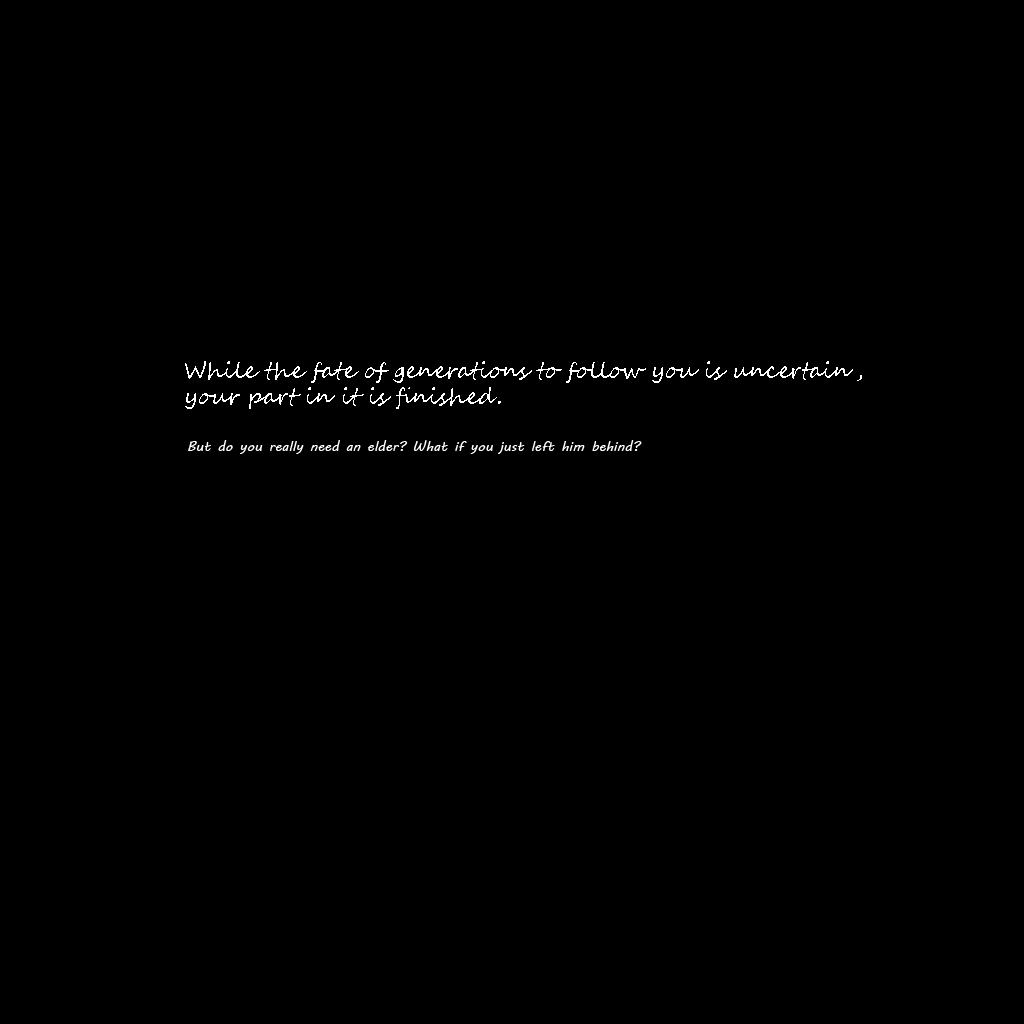 While the fate of generations to follow you is uncertain,
your part in it is finished.
But do you really need an elder? What if you just left him behind?